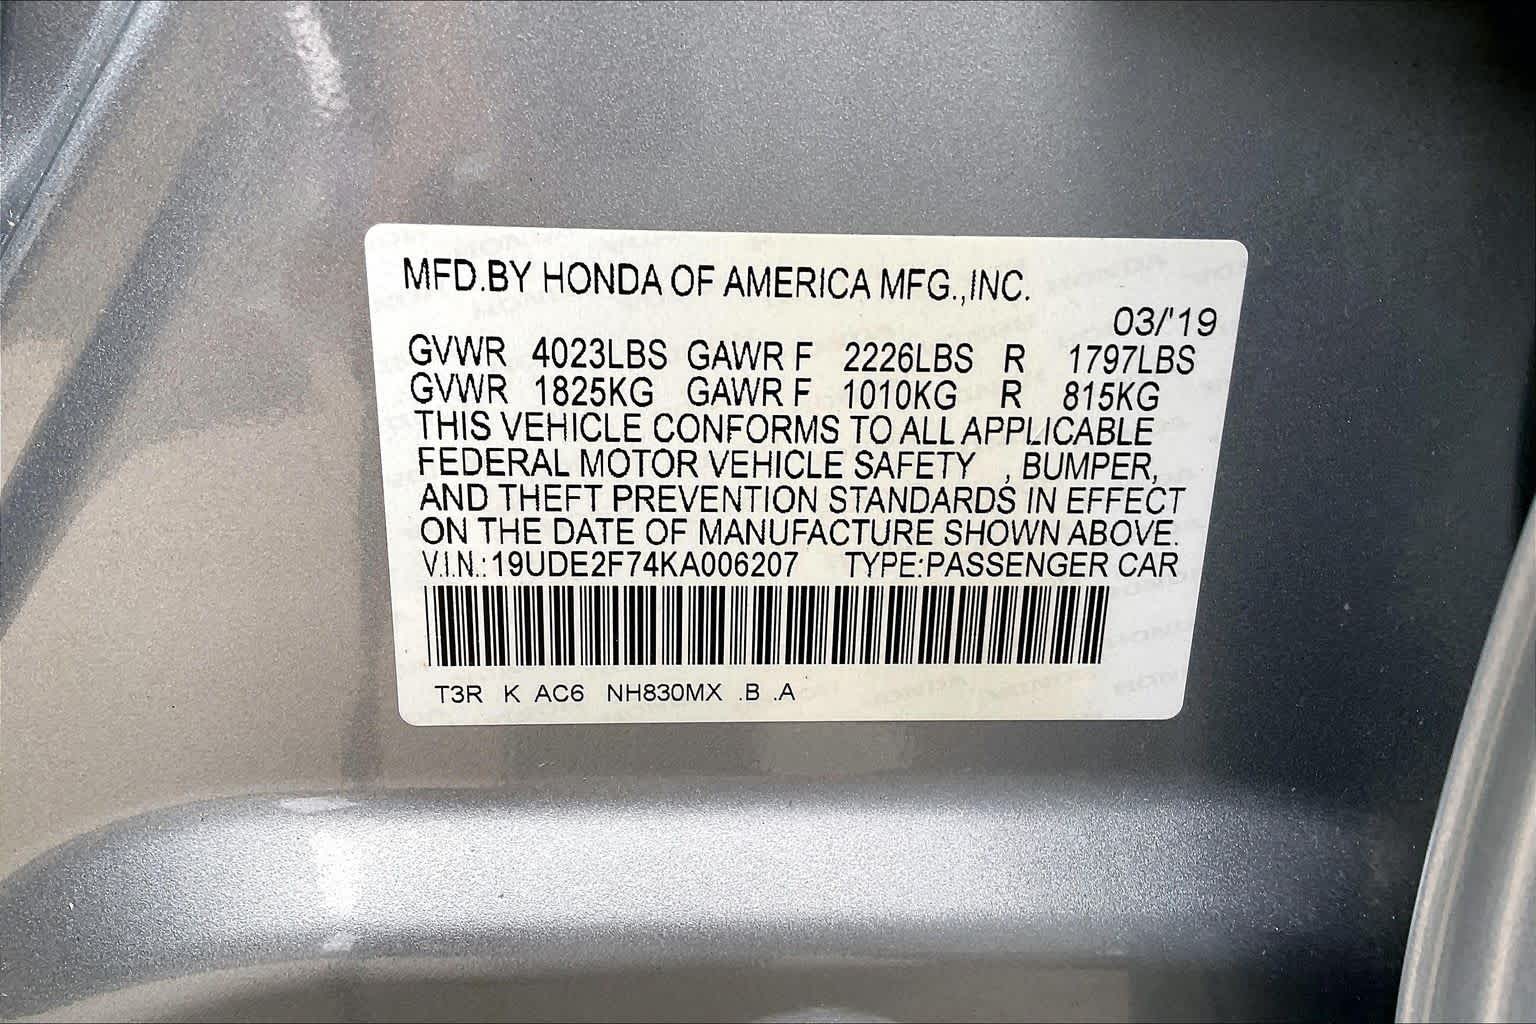 MFD.BY HONDA OF AMERICA MFG.,INC.
03/'19
GVWR 4023LBS GAWR F 2226LBS R 1797LBS
GVWR 1825KG GAWR F 1010KG R 815KG
THIS VEHICLE CONFORMS TO ALL APPLICABLE
FEDERAL MOTOR VEHICLE SAFETY , BUMPER,
AND THEFT PREVENTION STANDARDS IN EFFECT
ON THE DATE OF MANUFACTURE SHOWN ABOVE.
V.I.N.:19UDE2F74KA006207 TYPE:PASSENGER CAR
T3R K AC6 NH830MX .B .A